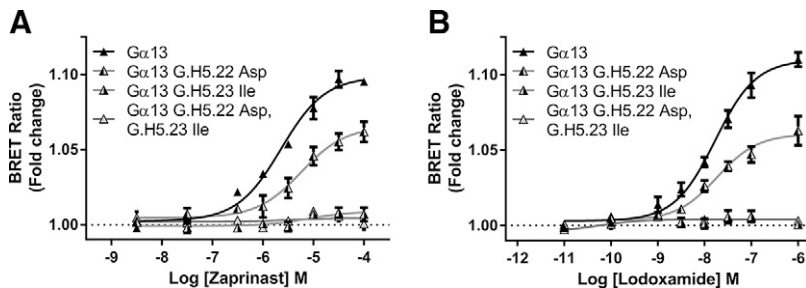 A
Gα13
Gα13 G.H5.22 Asp
Gα13 G.H5.23 Ile
Gα13 G.H5.22 Asp,
G.H5.23 Ile
1.10
1.05
1.00
BRET Ratio
(Fold change)
-9 -8 -7 -6 -5 -4
Log [Zaprinast] M
B
Gα13
Gα13 G.H5.22 Asp
Gα13 G.H5.23 Ile
Gα13 G.H5.22 Asp,
G.H5.23 Ile
1.10
1.05
1.00
BRET Ratio
(Fold change)
-12 -11 -10 -9 -8 -7 -6
Log [Lodoxamide] M